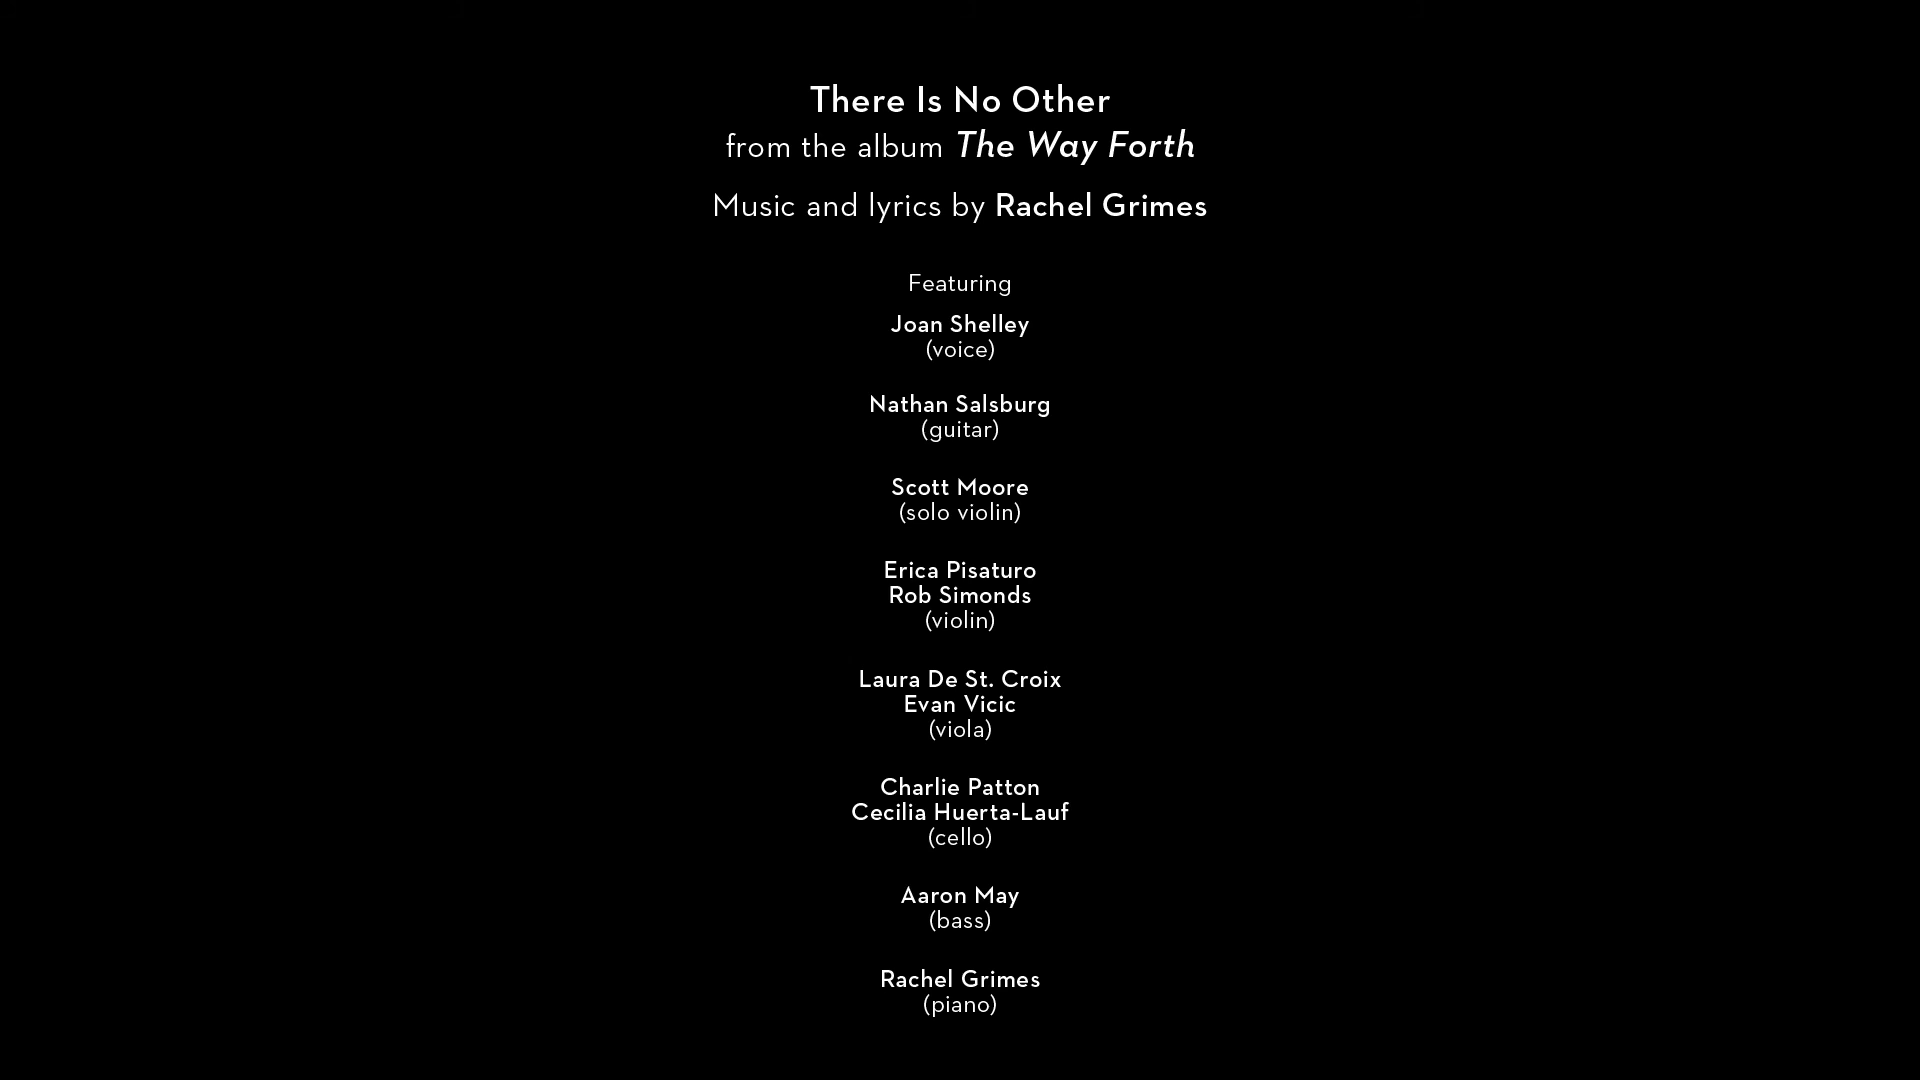 There Is No Other
from the album The Way Forth
Music and lyrics by Rachel Grimes
Featuring
Joan Shelley
(voice)
Nathan Salsburg
(guitar)
Scott Moore
(solo violin)
Erica Pisaturo
Rob Simonds
(violin)
Laura De St. Croix
Evan Vicic
(viola)
Charlie Patton
Cecilia Huerta-Lauf
(cello)
Aaron May
(bass)
Rachel Grimes
(piano)